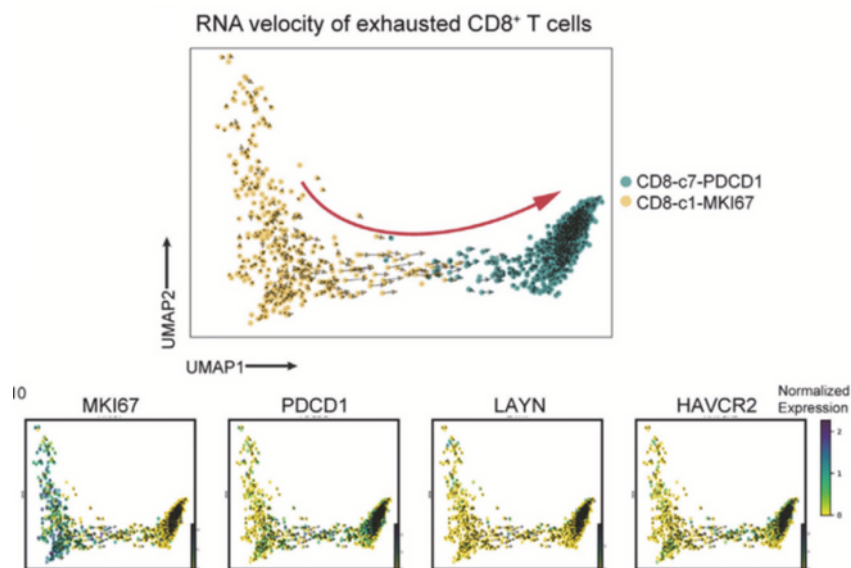 RNA velocity of exhausted CD8⁺ T cells
CD8-c7-PDCD1
CD8-c1-MKI67
UMAP2
UMAP1
MKI67
PDCD1
LAYN
HAVCR2
Normalized
Expression
2
1
0